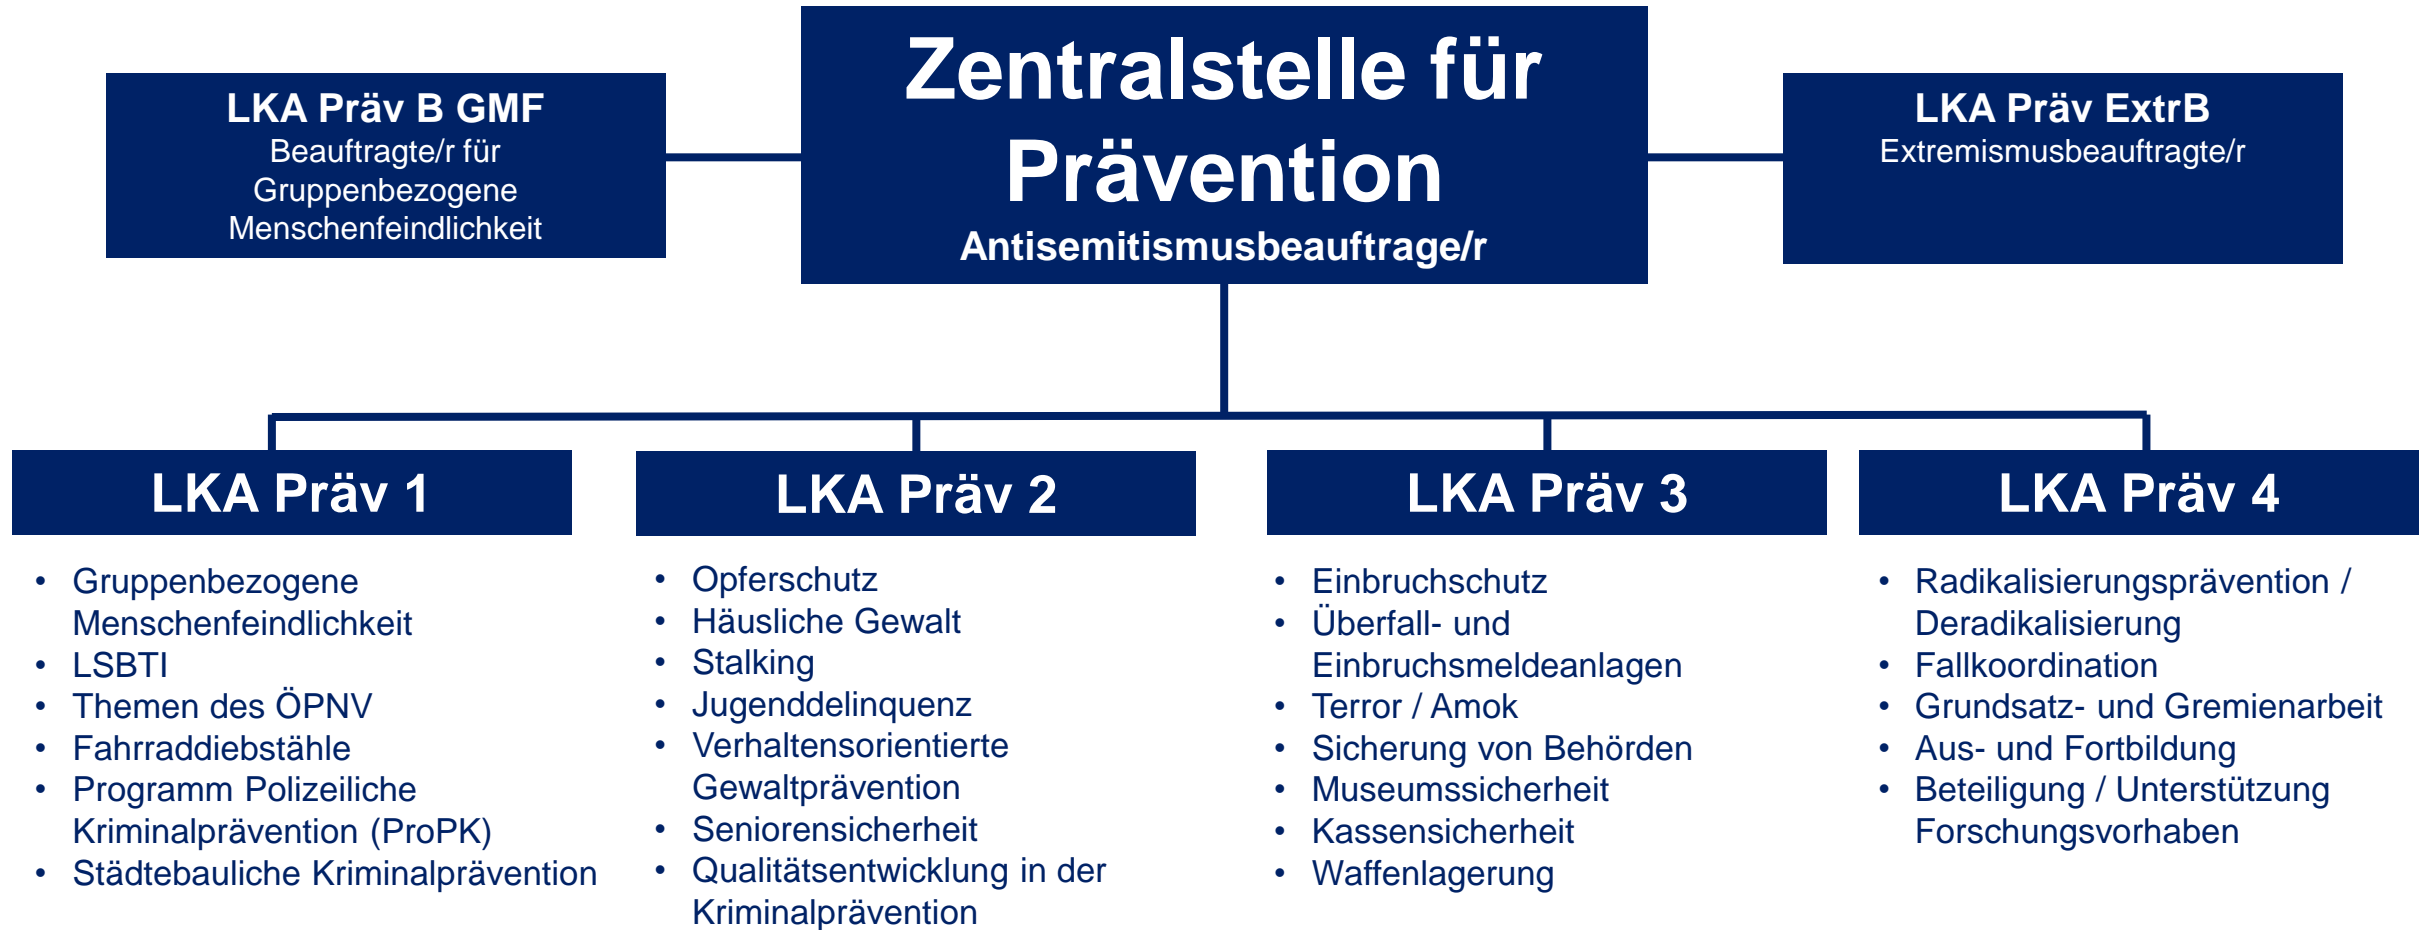 Zentralstelle für
Prävention
Antisemitismusbeauftrage/r
LKA Präv B GMF
Beauftragte/r für
Gruppenbezogene
Menschenfeindlichkeit
LKA Präv ExtrB
Extremismusbeauftragte/r
LKA Präv 1
• Gruppenbezogene
Menschenfeindlichkeit
• LSBTI
• Themen des ÖPNV
• Fahrraddiebstähle
• Programm Polizeiliche
Kriminalprävention (ProPK)
• Städtebauliche Kriminalprävention
LKA Präv 2
• Opferschutz
• Häusliche Gewalt
• Stalking
• Jugenddelinquenz
• Verhaltensorientierte
Gewaltprävention
• Seniorensicherheit
• Qualitätsentwicklung in der
Kriminalprävention
LKA Präv 3
• Einbruchschutz
• Überfall- und
Einbruchsmeldeanlagen
• Terror / Amok
• Sicherung von Behörden
• Museumssicherheit
• Kassensicherheit
• Waffenlagerung
LKA Präv 4
• Radikalisierungsprävention /
Deradikalisierung
• Fallkoordination
• Grundsatz- und Gremienarbeit
• Aus- und Fortbildung
• Beteiligung / Unterstützung
Forschungsvorhaben